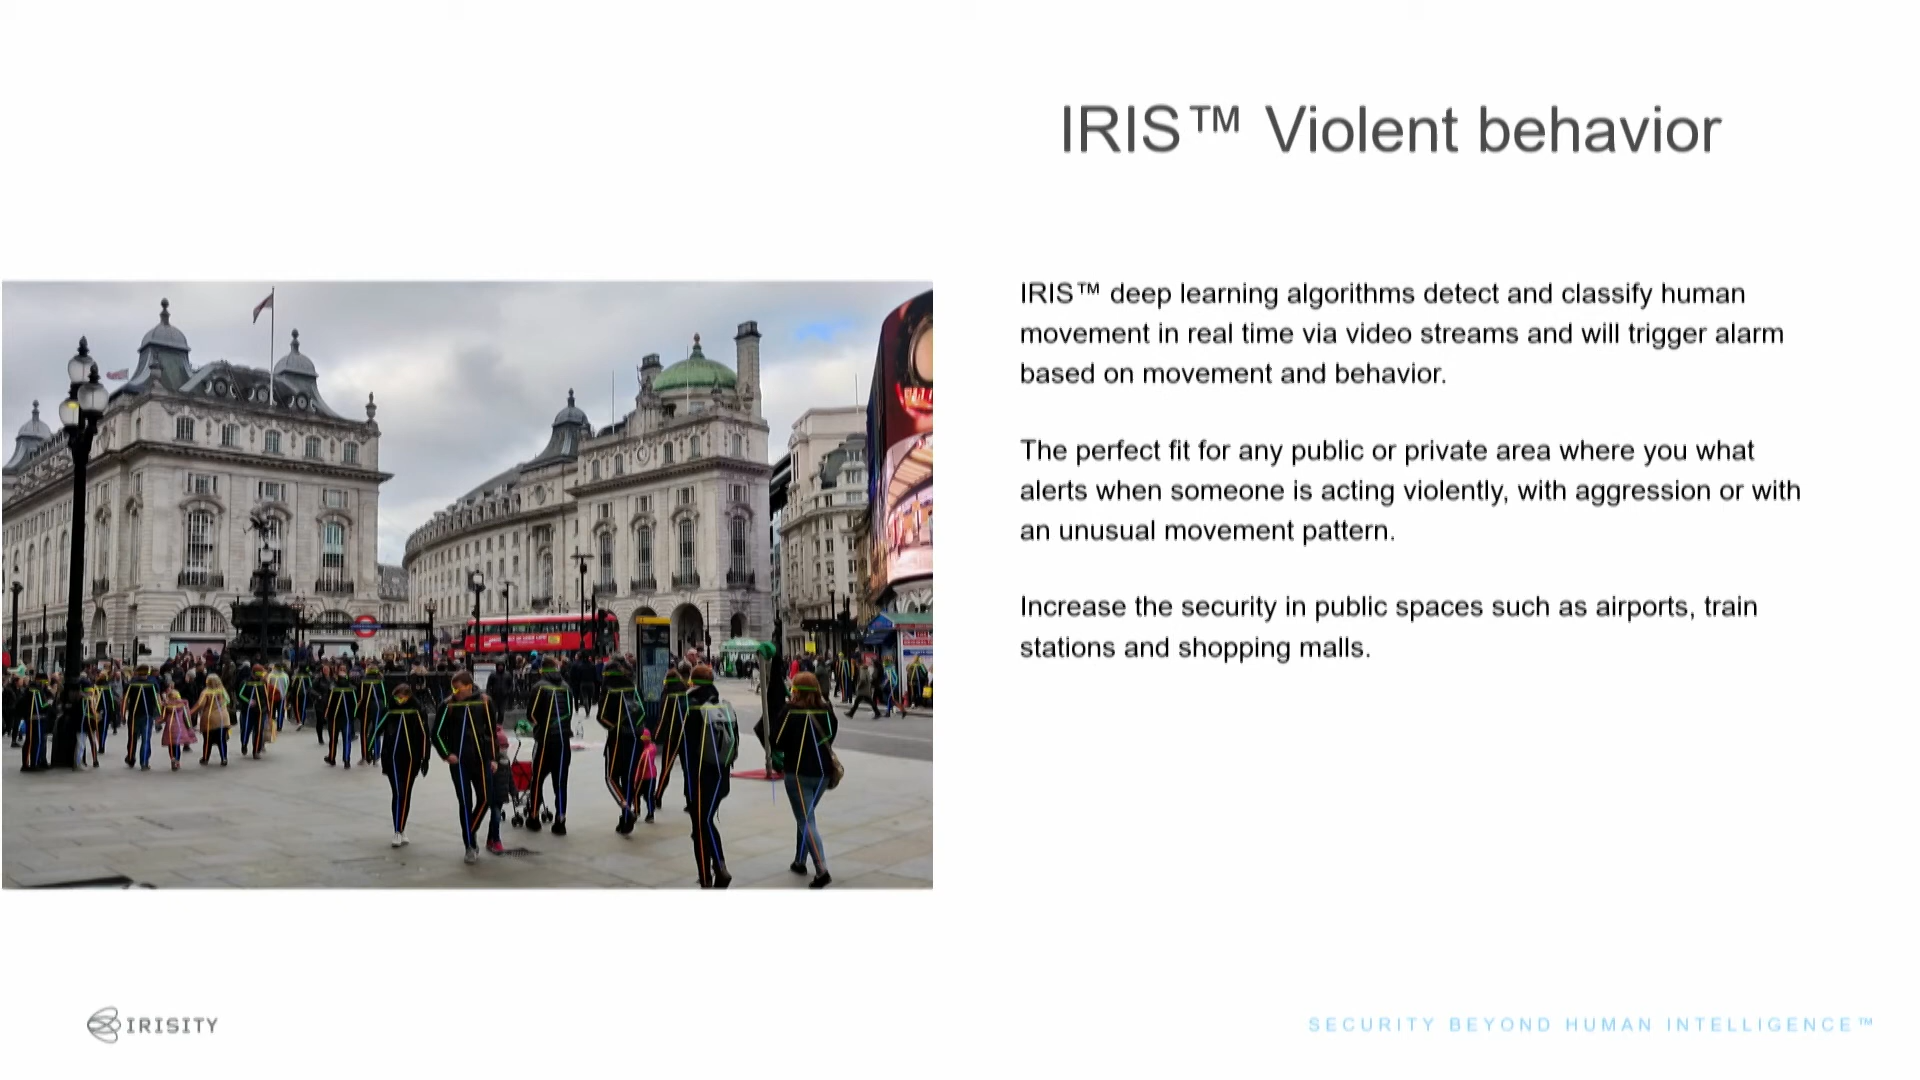 IRIS™ Violent behavior
IRIS™ deep learning algorithms detect and classify human
movement in real time via video streams and will trigger alarm
based on movement and behavior.
The perfect fit for any public or private area where you what
alerts when someone is acting violently, with aggression or with
an unusual movement pattern.
Increase the security in public spaces such as airports, train
stations and shopping malls.
IRISITY
SECURITY BEYOND HUMAN INTELLIGENCE™